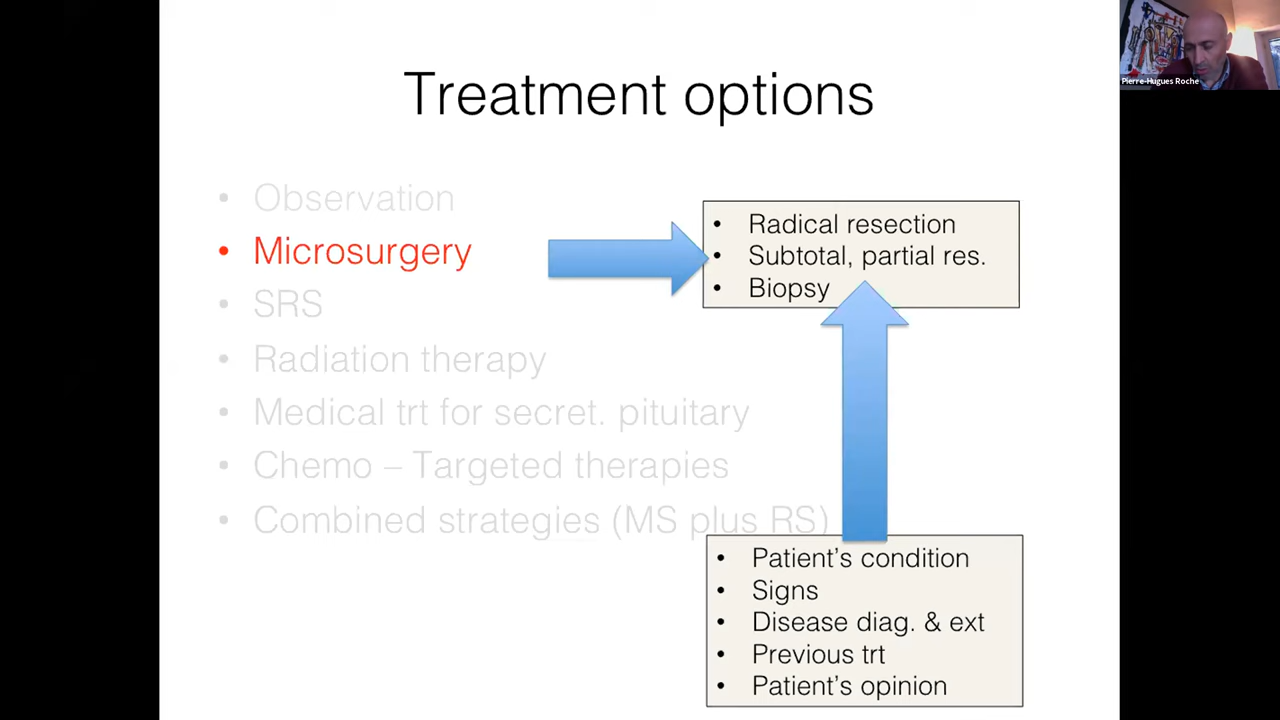 Treatment options
• Observation
• Microsurgery
• SRS
• Radiation therapy
• Medical trt for secret. pituitary
• Chemo – Targeted therapies
• Combined strategies (MS plus RS)
• Radical resection
• Subtotal, partial res.
• Biopsy
• Patient's condition
• Signs
• Disease diag. & ext
• Previous trt
• Patient's opinion
Pierre-Hugues Roche